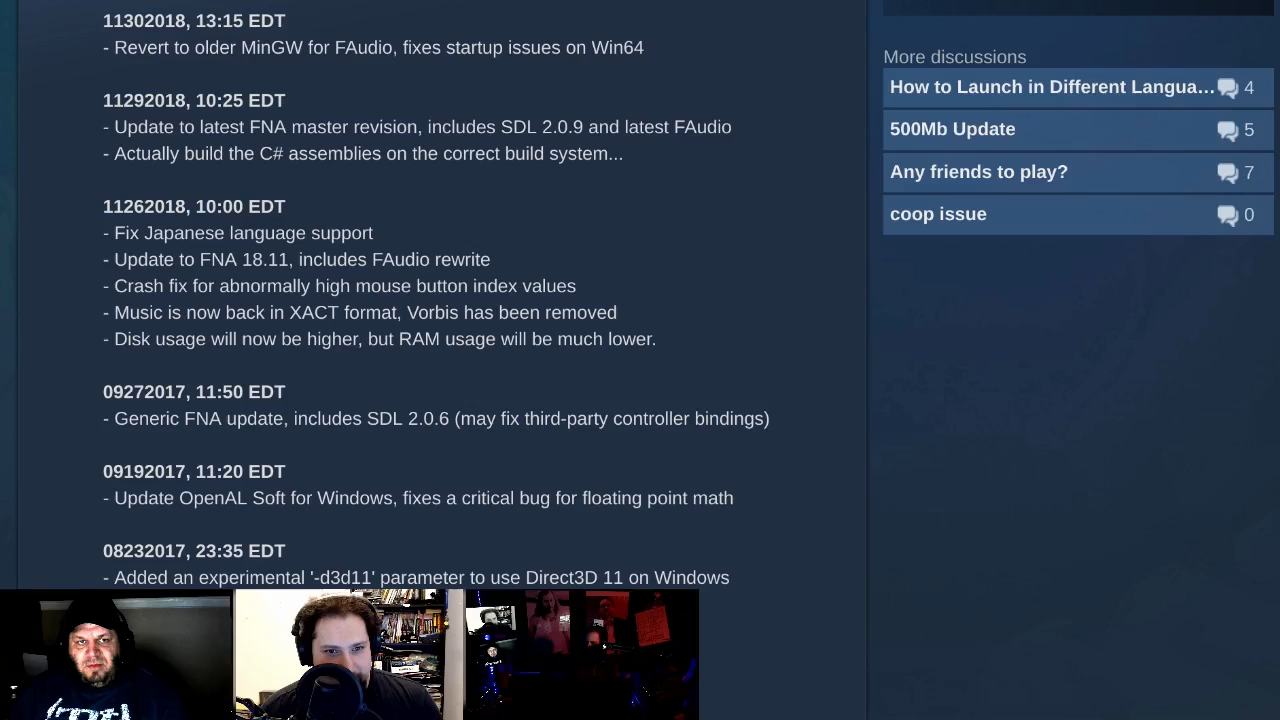 11302018, 13:15 EDT
- Revert to older MinGW for FAudio, fixes startup issues on Win64
11292018, 10:25 EDT
- Update to latest FNA master revision, includes SDL 2.0.9 and latest FAudio
- Actually build the C# assemblies on the correct build system...
11262018, 10:00 EDT
- Fix Japanese language support
- Update to FNA 18.11, includes FAudio rewrite
- Crash fix for abnormally high mouse button index values
- Music is now back in XACT format, Vorbis has been removed
- Disk usage will now be higher, but RAM usage will be much lower.
09272017, 11:50 EDT
- Generic FNA update, includes SDL 2.0.6 (may fix third-party controller bindings)
09192017, 11:20 EDT
- Update OpenAL Soft for Windows, fixes a critical bug for floating point math
08232017, 23:35 EDT
- Added an experimental '-d3d11' parameter to use Direct3D 11 on Windows
More discussions
How to Launch in Different Langua... 4
500Mb Update 5
Any friends to play? 7
coop issue 0